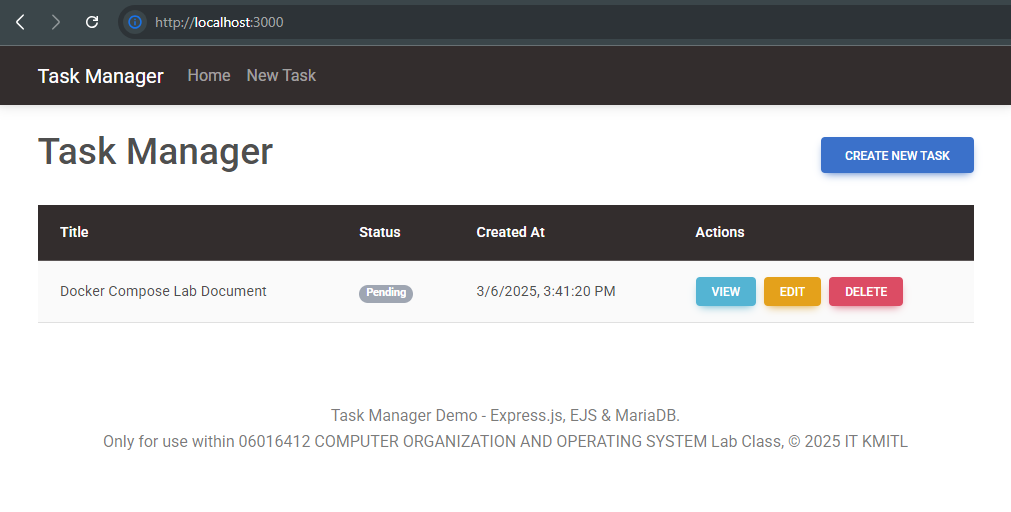 http://localhost:3000
Task Manager Home New Task
Task Manager
CREATE NEW TASK
Title Status Created At Actions
Docker Compose Lab Document Pending 3/6/2025, 3:41:20 PM VIEW EDIT DELETE
Task Manager Demo - Express.js, EJS & MariaDB.
Only for use within 06016412 COMPUTER ORGANIZATION AND OPERATING SYSTEM Lab Class, © 2025 IT KMITL